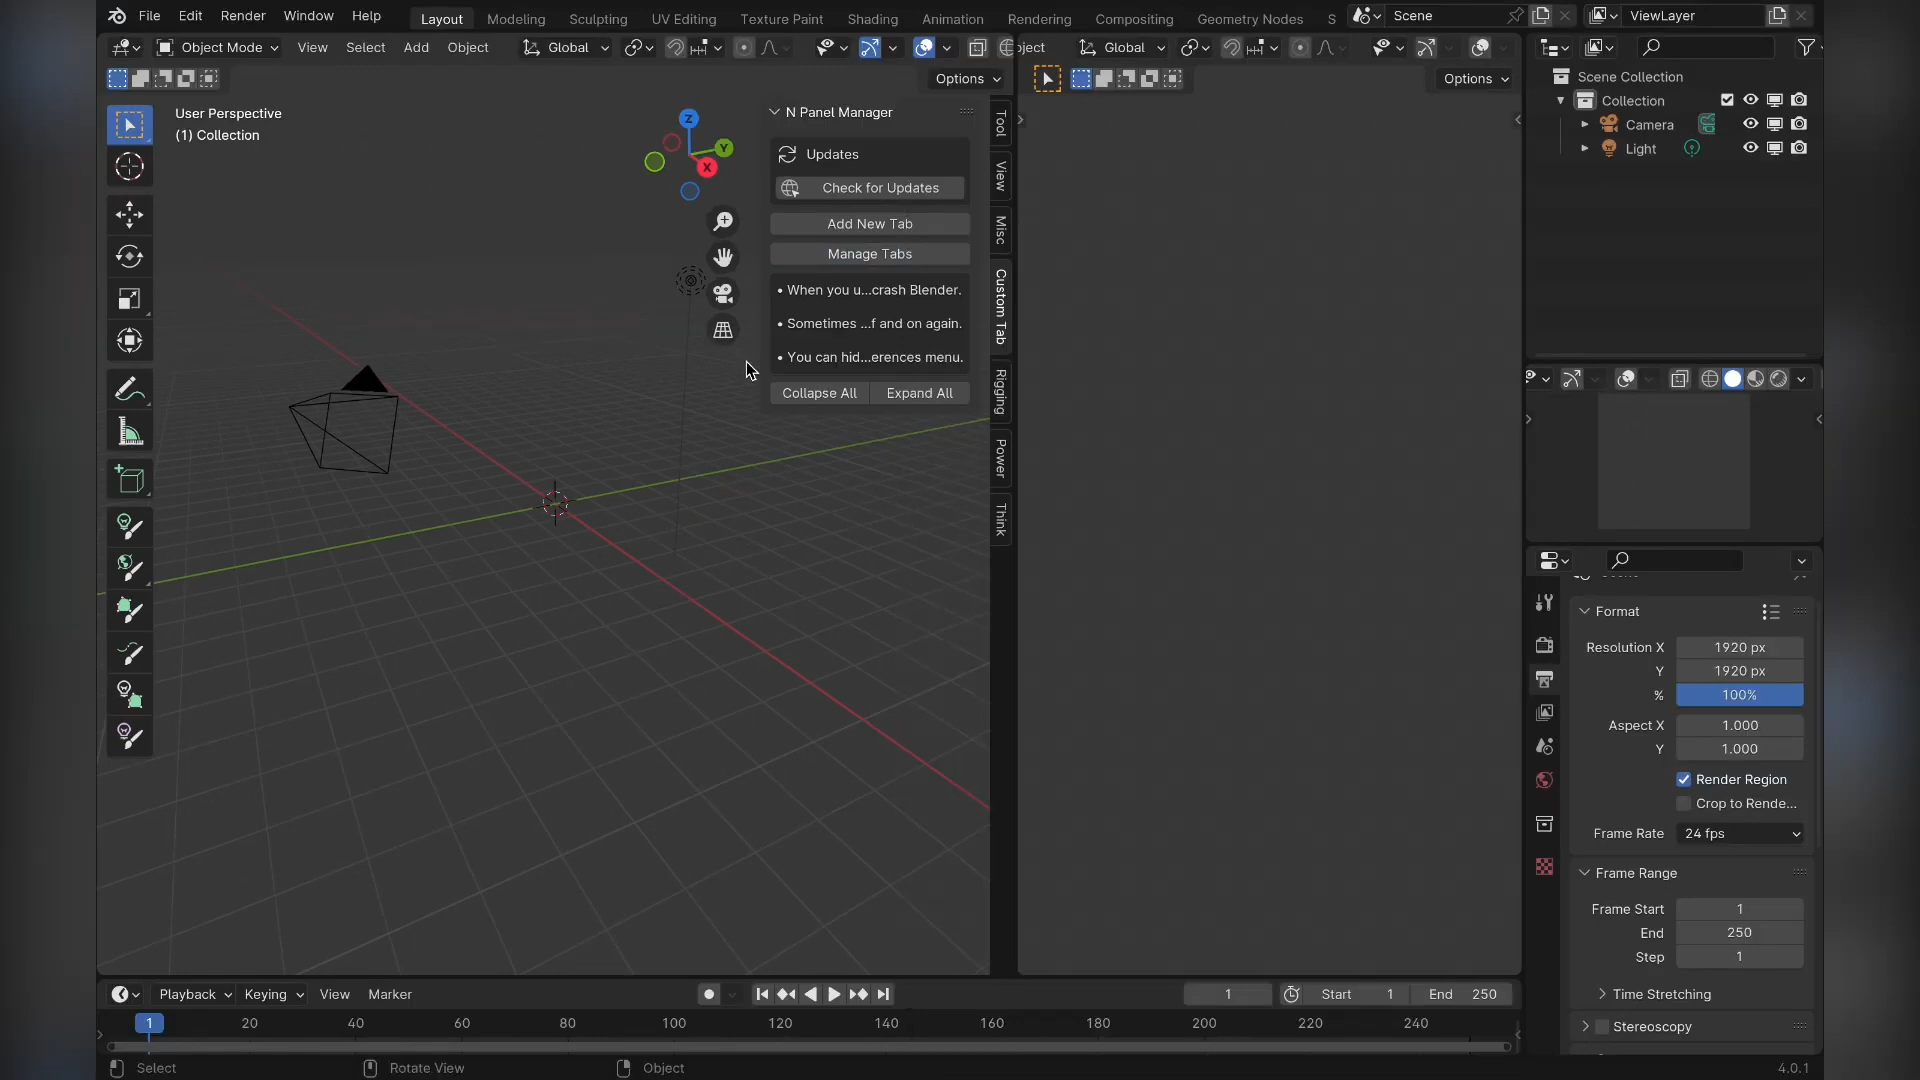 File Edit Render Window Help Layout Modeling Sculpting UV Editing Texture Paint Shading Animation Rendering Compositing Geometry Nodes S Scene ViewLayer
Object Mode View Select Add Object Global ject Global
Options Options
User Perspective
(1) Collection
Z
Y
X
N Panel Manager
Updates
Check for Updates
Add New Tab
Manage Tabs
• When you u...crash Blender.
• Sometimes ...f and on again.
• You can hid...erences menu.
Collapse All Expand All
Tool
View
Misc
Custom Tab
Rigging
Power
Think
Scene Collection
Collection
Camera
Light
Format
Resolution X 1920 px
Y 1920 px
% 100%
Aspect X 1.000
Y 1.000
Render Region
Crop to Rende...
Frame Rate 24 fps
Frame Range
Frame Start 1
End 250
Step 1
Time Stretching
Stereoscopy
Playback Keying View Marker 1 Start 1 End 250
1 20 40 60 80 100 120 140 160 180 200 220 240
Select Rotate View Object 4.0.1